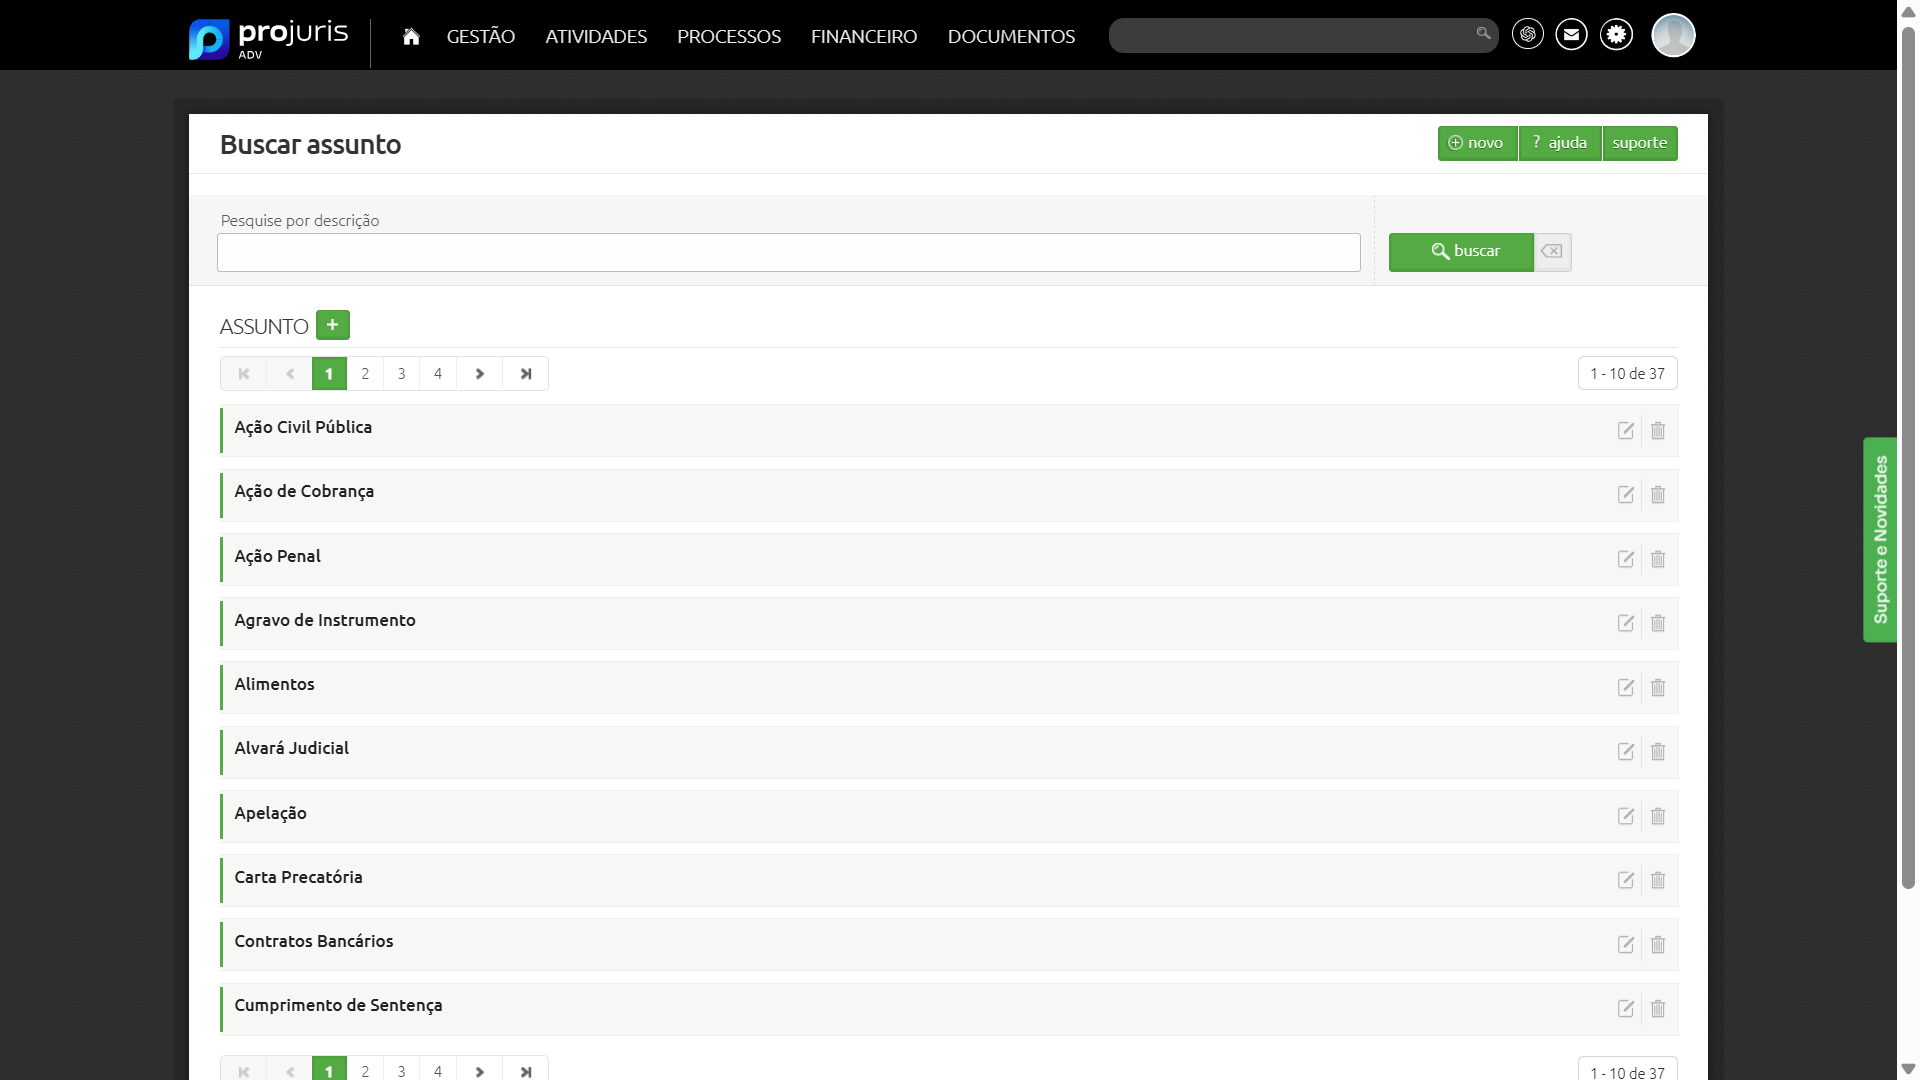 projuris
ADV
GESTÃO ATIVIDADES PROCESSOS FINANCEIRO DOCUMENTOS
Buscar assunto
novo ? ajuda suporte
Pesquise por descrição
buscar
ASSUNTO +
1 2 3 4
1 - 10 de 37
Ação Civil Pública
Ação de Cobrança
Ação Penal
Agravo de Instrumento
Alimentos
Alvará Judicial
Apelação
Carta Precatória
Contratos Bancários
Cumprimento de Sentença
1 2 3 4
1 - 10 de 37
Suporte e Novidades